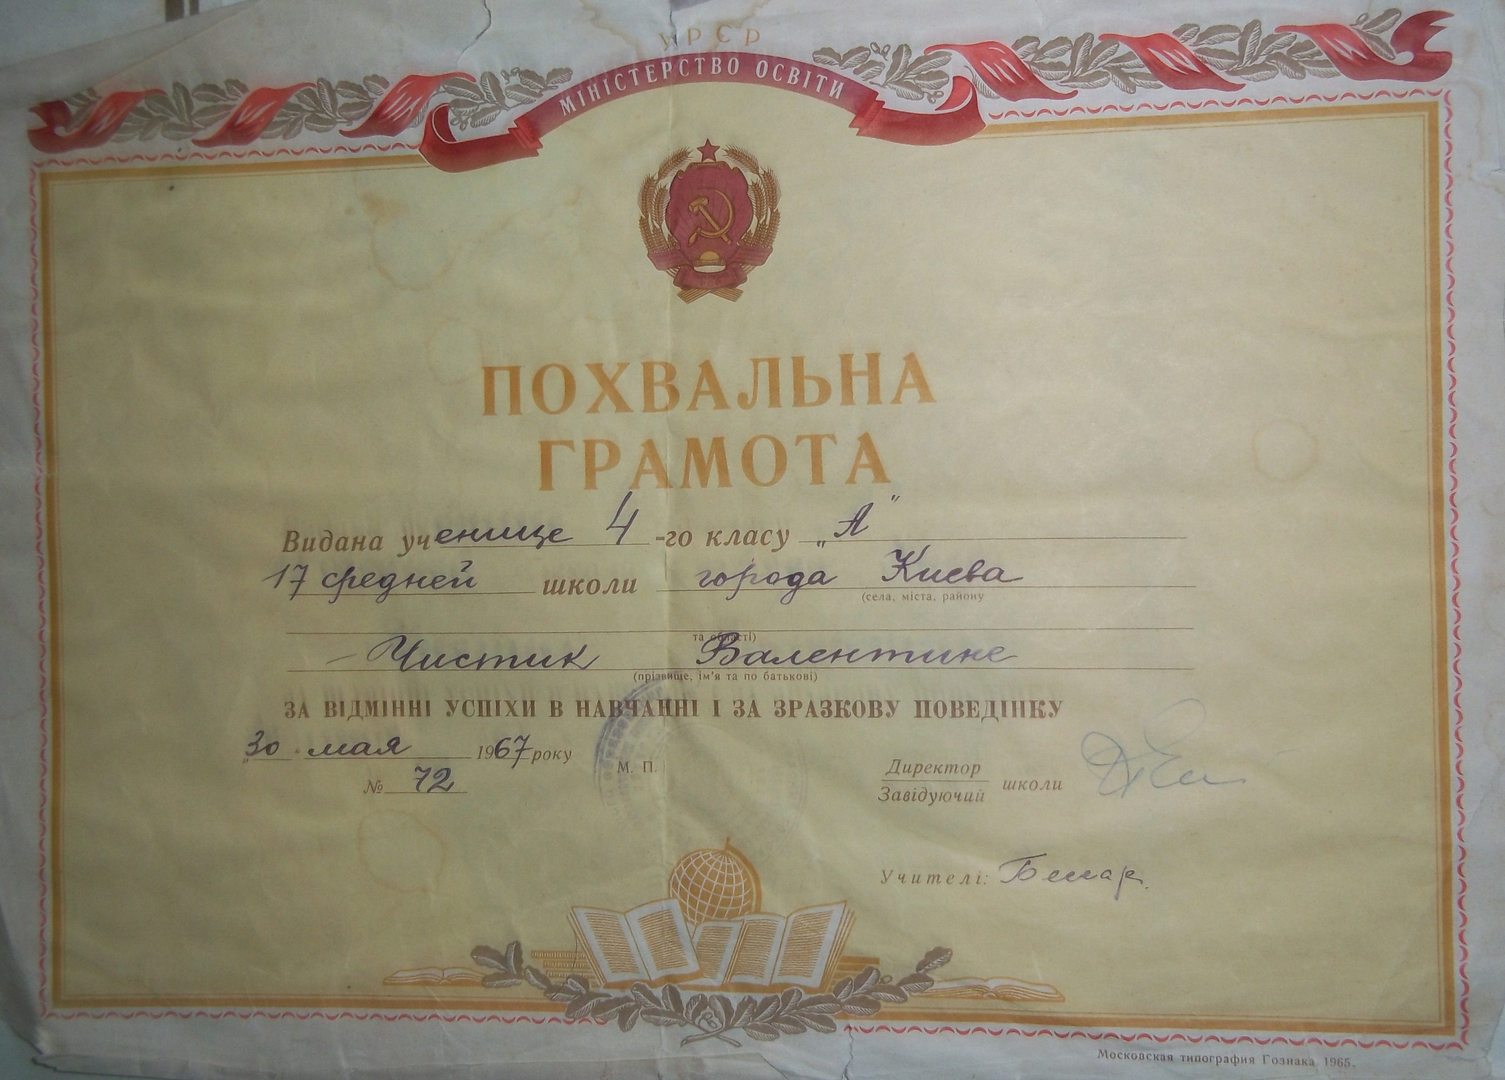 УРСР
МІНІСТЕРСТВО ОСВІТИ
ПОХВАЛЬНА
ГРАМОТА
Видана ученице 4-го класу „А"
17 средней школи города Киева
(села, міста, району
та області)
Чистик Валентине
(прізвище, ім'я та по батькові)
ЗА ВІДМІННІ УСПІХИ В НАВЧАННІ І ЗА ЗРАЗКОВУ ПОВЕДІНКУ
„30 мая 1967 року
М. П.
№ 72
Директор
Завідуючий школи
Учителі:
Московская типография Гознака 1965.